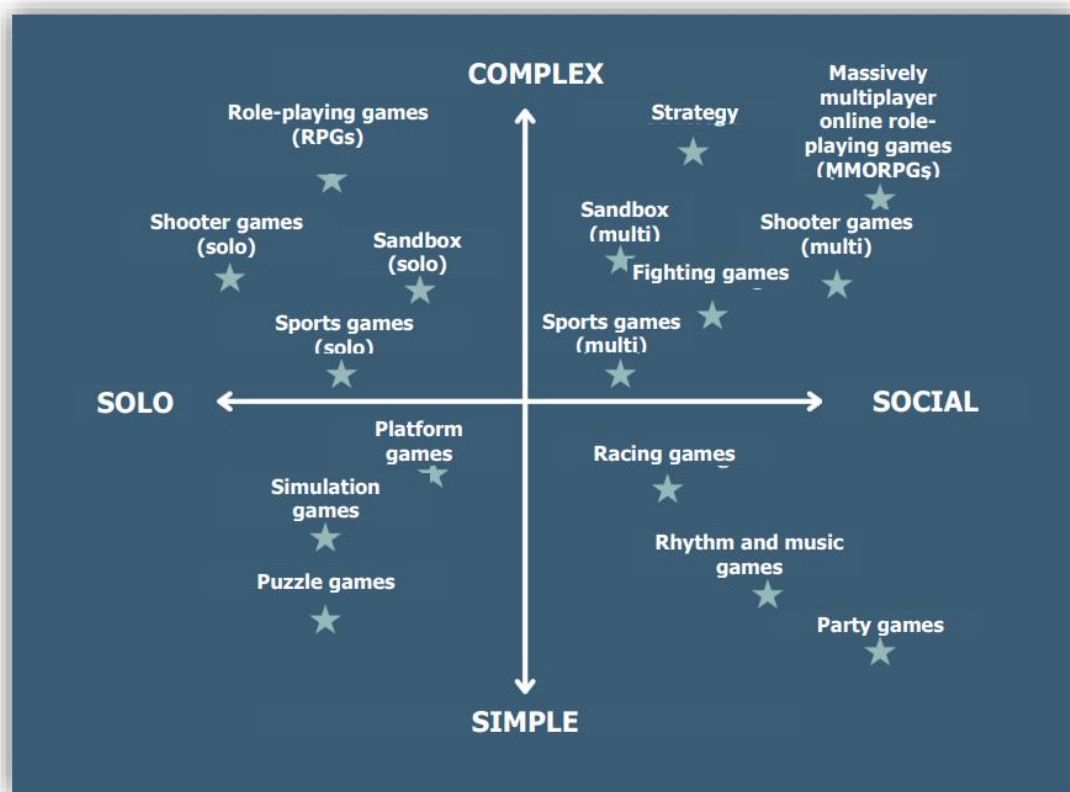 COMPLEX
Massively
multiplayer
online role-
playing games
(MMORPGs)
Role-playing games
(RPGs)
Strategy
Shooter games
(solo)
Sandbox
(solo)
Sandbox
(multi)
Shooter games
(multi)
Fighting games
Sports games
(solo)
Sports games
(multi)
SOLO
SOCIAL
Platform
games
Racing games
Simulation
games
Rhythm and music
games
Puzzle games
Party games
SIMPLE